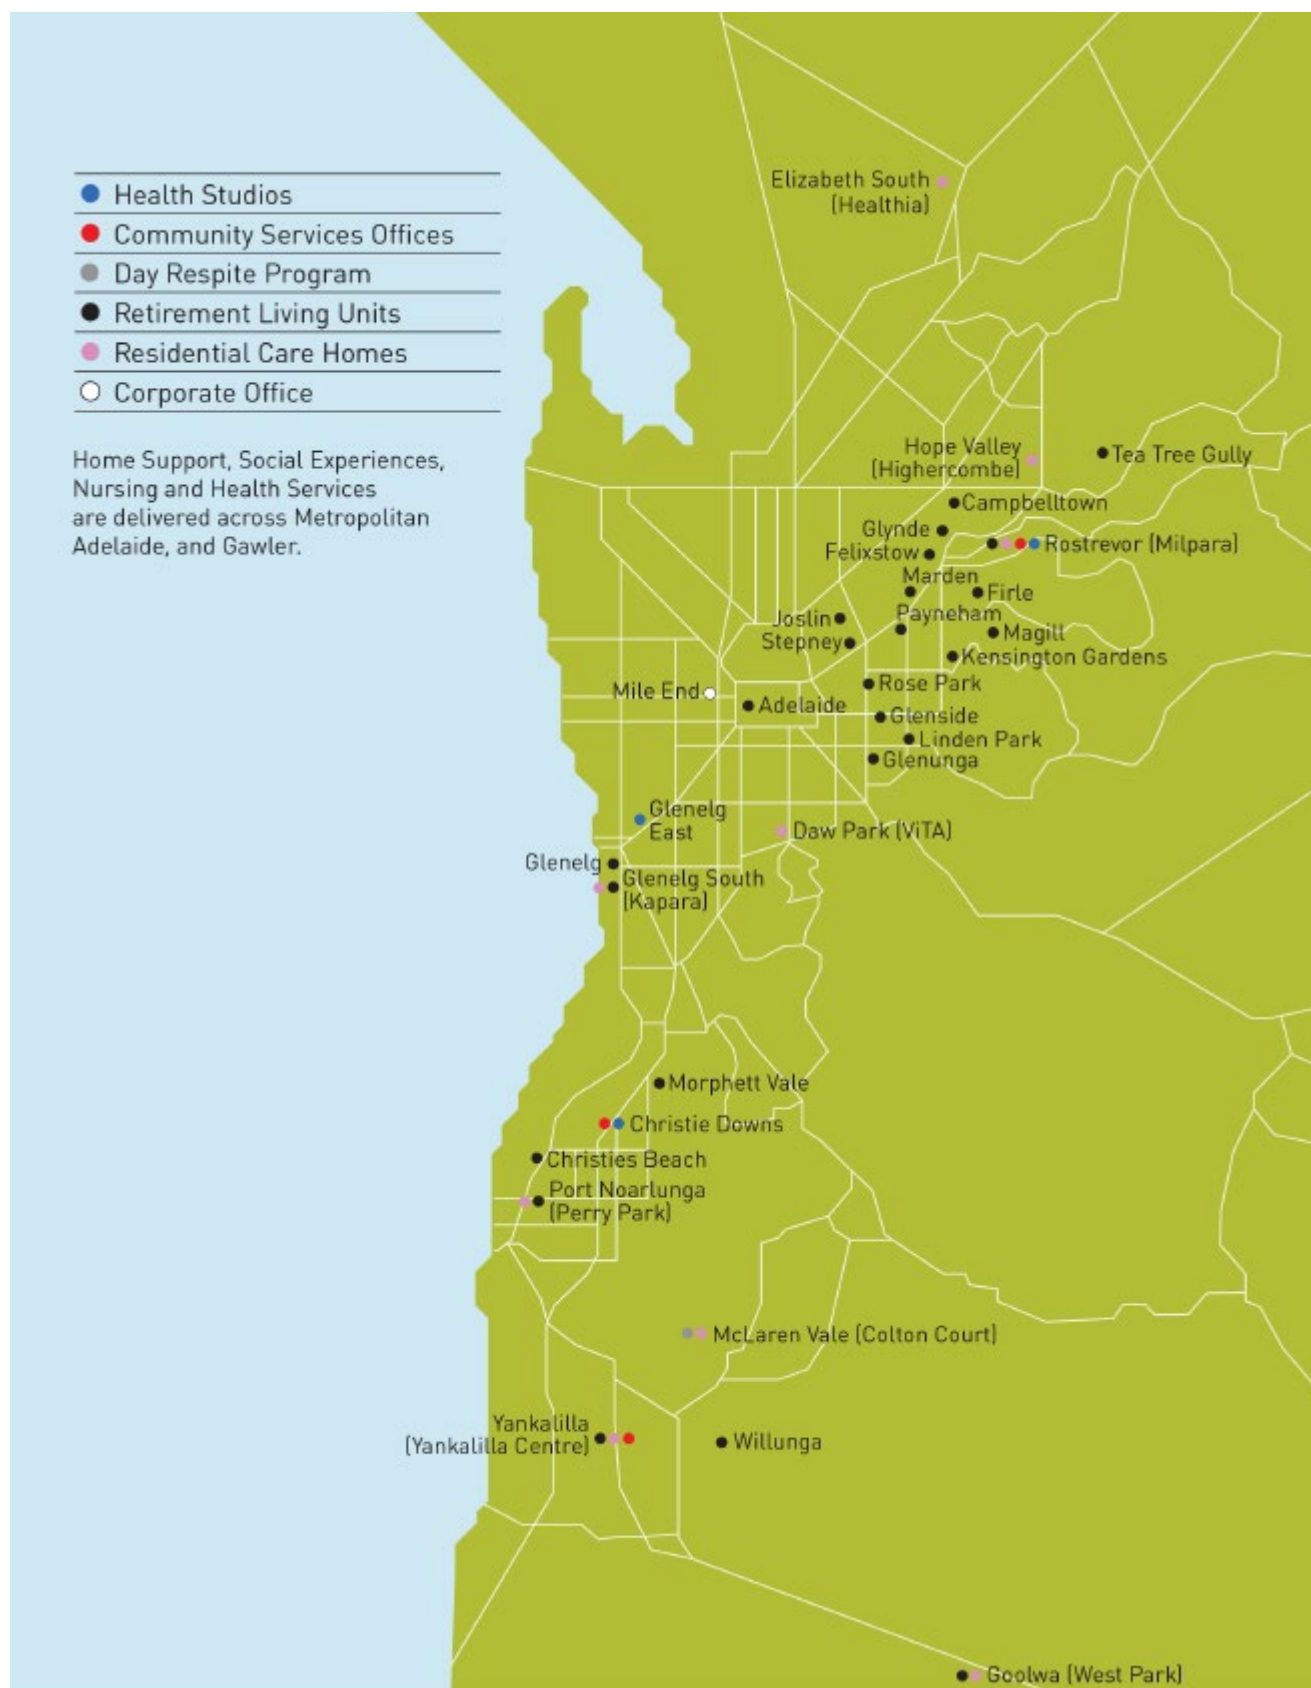 Health Studios
Community Services Offices
Day Respite Program
Retirement Living Units
Residential Care Homes
Corporate Office
Home Support, Social Experiences,
Nursing and Health Services
are delivered across Metropolitan
Adelaide, and Gawler.
Elizabeth South
(Healthia)
Hope Valley
(Highercombe)
Tea Tree Gully
Campbelltown
Glynde
Rostrevor (Milpara)
Felixstow
Marden
Firle
Payneham
Joslin
Magill
Stepney
Kensington Gardens
Rose Park
Mile End
Adelaide
Glenside
Linden Park
Glenunga
Glenelg
East
Daw Park (ViTA)
Glenelg
Glenelg South
(Kapara)
Morphett Vale
Christie Downs
Christies Beach
Port Noarlunga
(Perry Park)
McLaren Vale (Colton Court)
Yankalilla
(Yankalilla Centre)
Willunga
Goolwa (West Park)